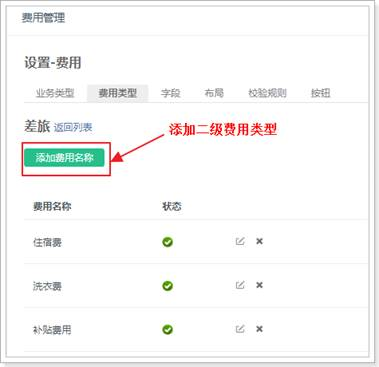 费用管理
设置-费用
业务类型 费用类型 字段 布局 校验规则 按钮
差旅 返回列表
添加二级费用类型
添加费用名称
费用名称 状态
住宿费
洗衣费
补贴费用